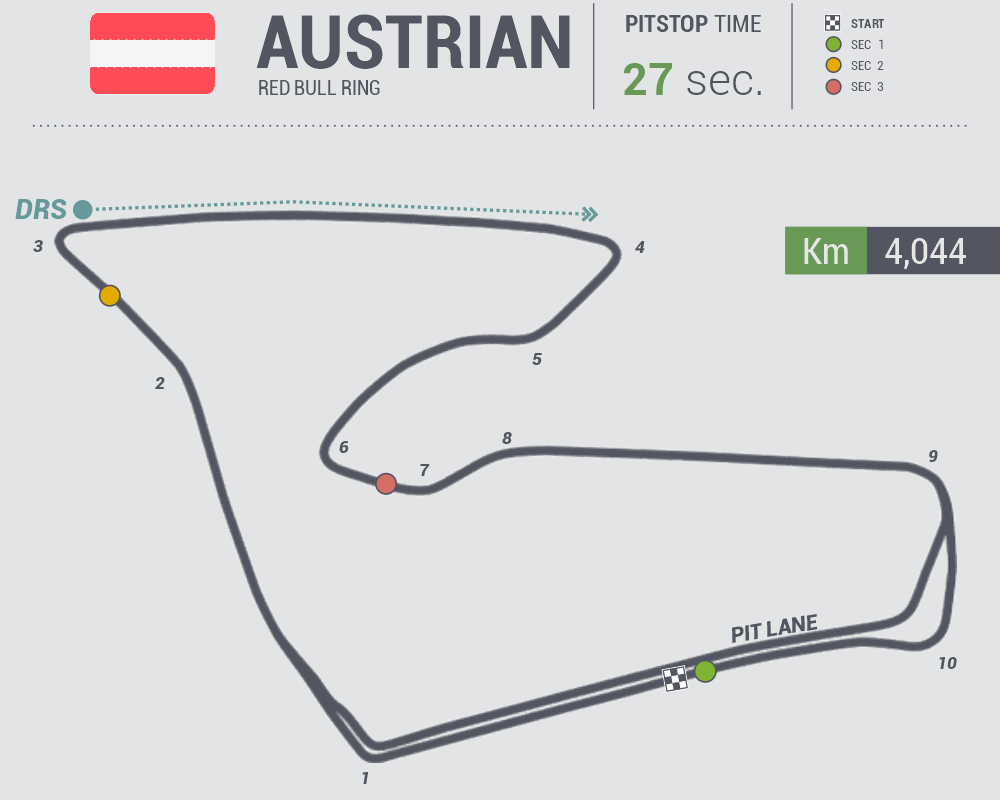 AUSTRIAN
RED BULL RING
PITSTOP TIME
27 sec.
START
SEC 1
SEC 2
SEC 3
DRS
Km 4,044
3
4
2
5
6
7
8
9
PIT LANE
10
1